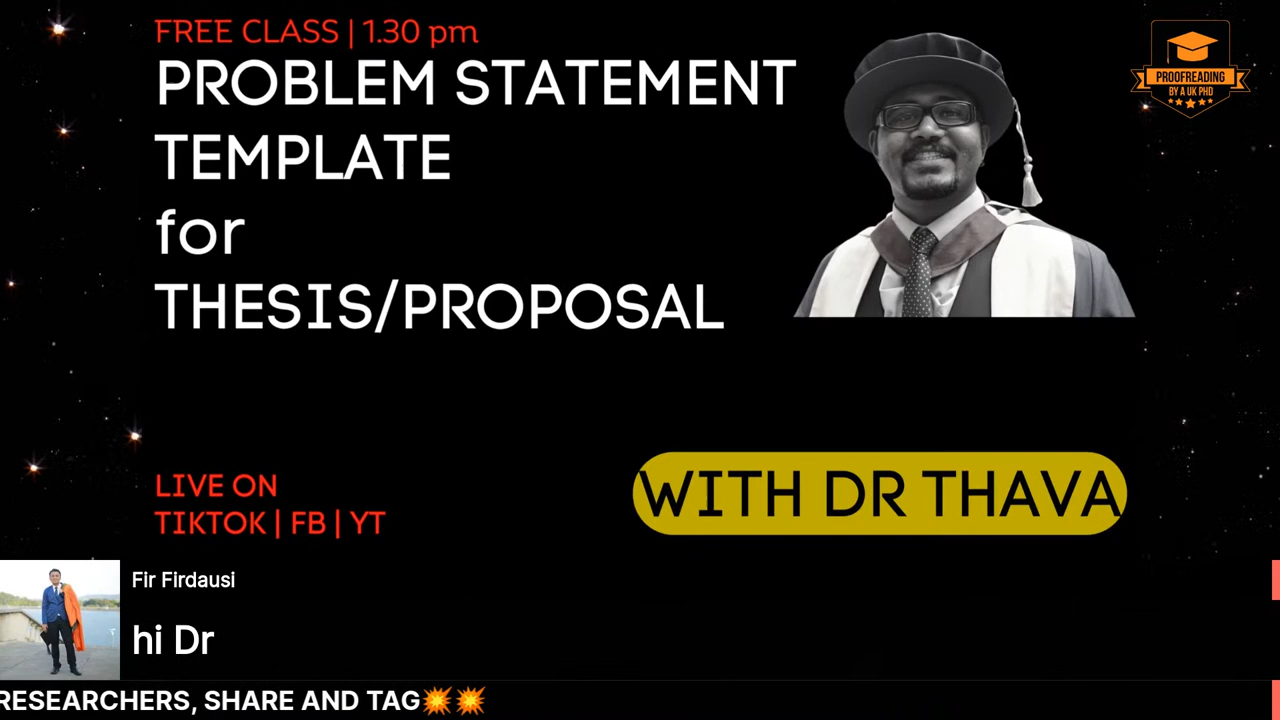 FREE CLASS | 1.30 pm
PROBLEM STATEMENT
TEMPLATE
for
THESIS/PROPOSAL
PROOFREADING
BY A UK PHD
LIVE ON
TIKTOK | FB | YT
WITH DR THAVA
Fir Firdausi
hi Dr
RESEARCHERS, SHARE AND TAG💥💥